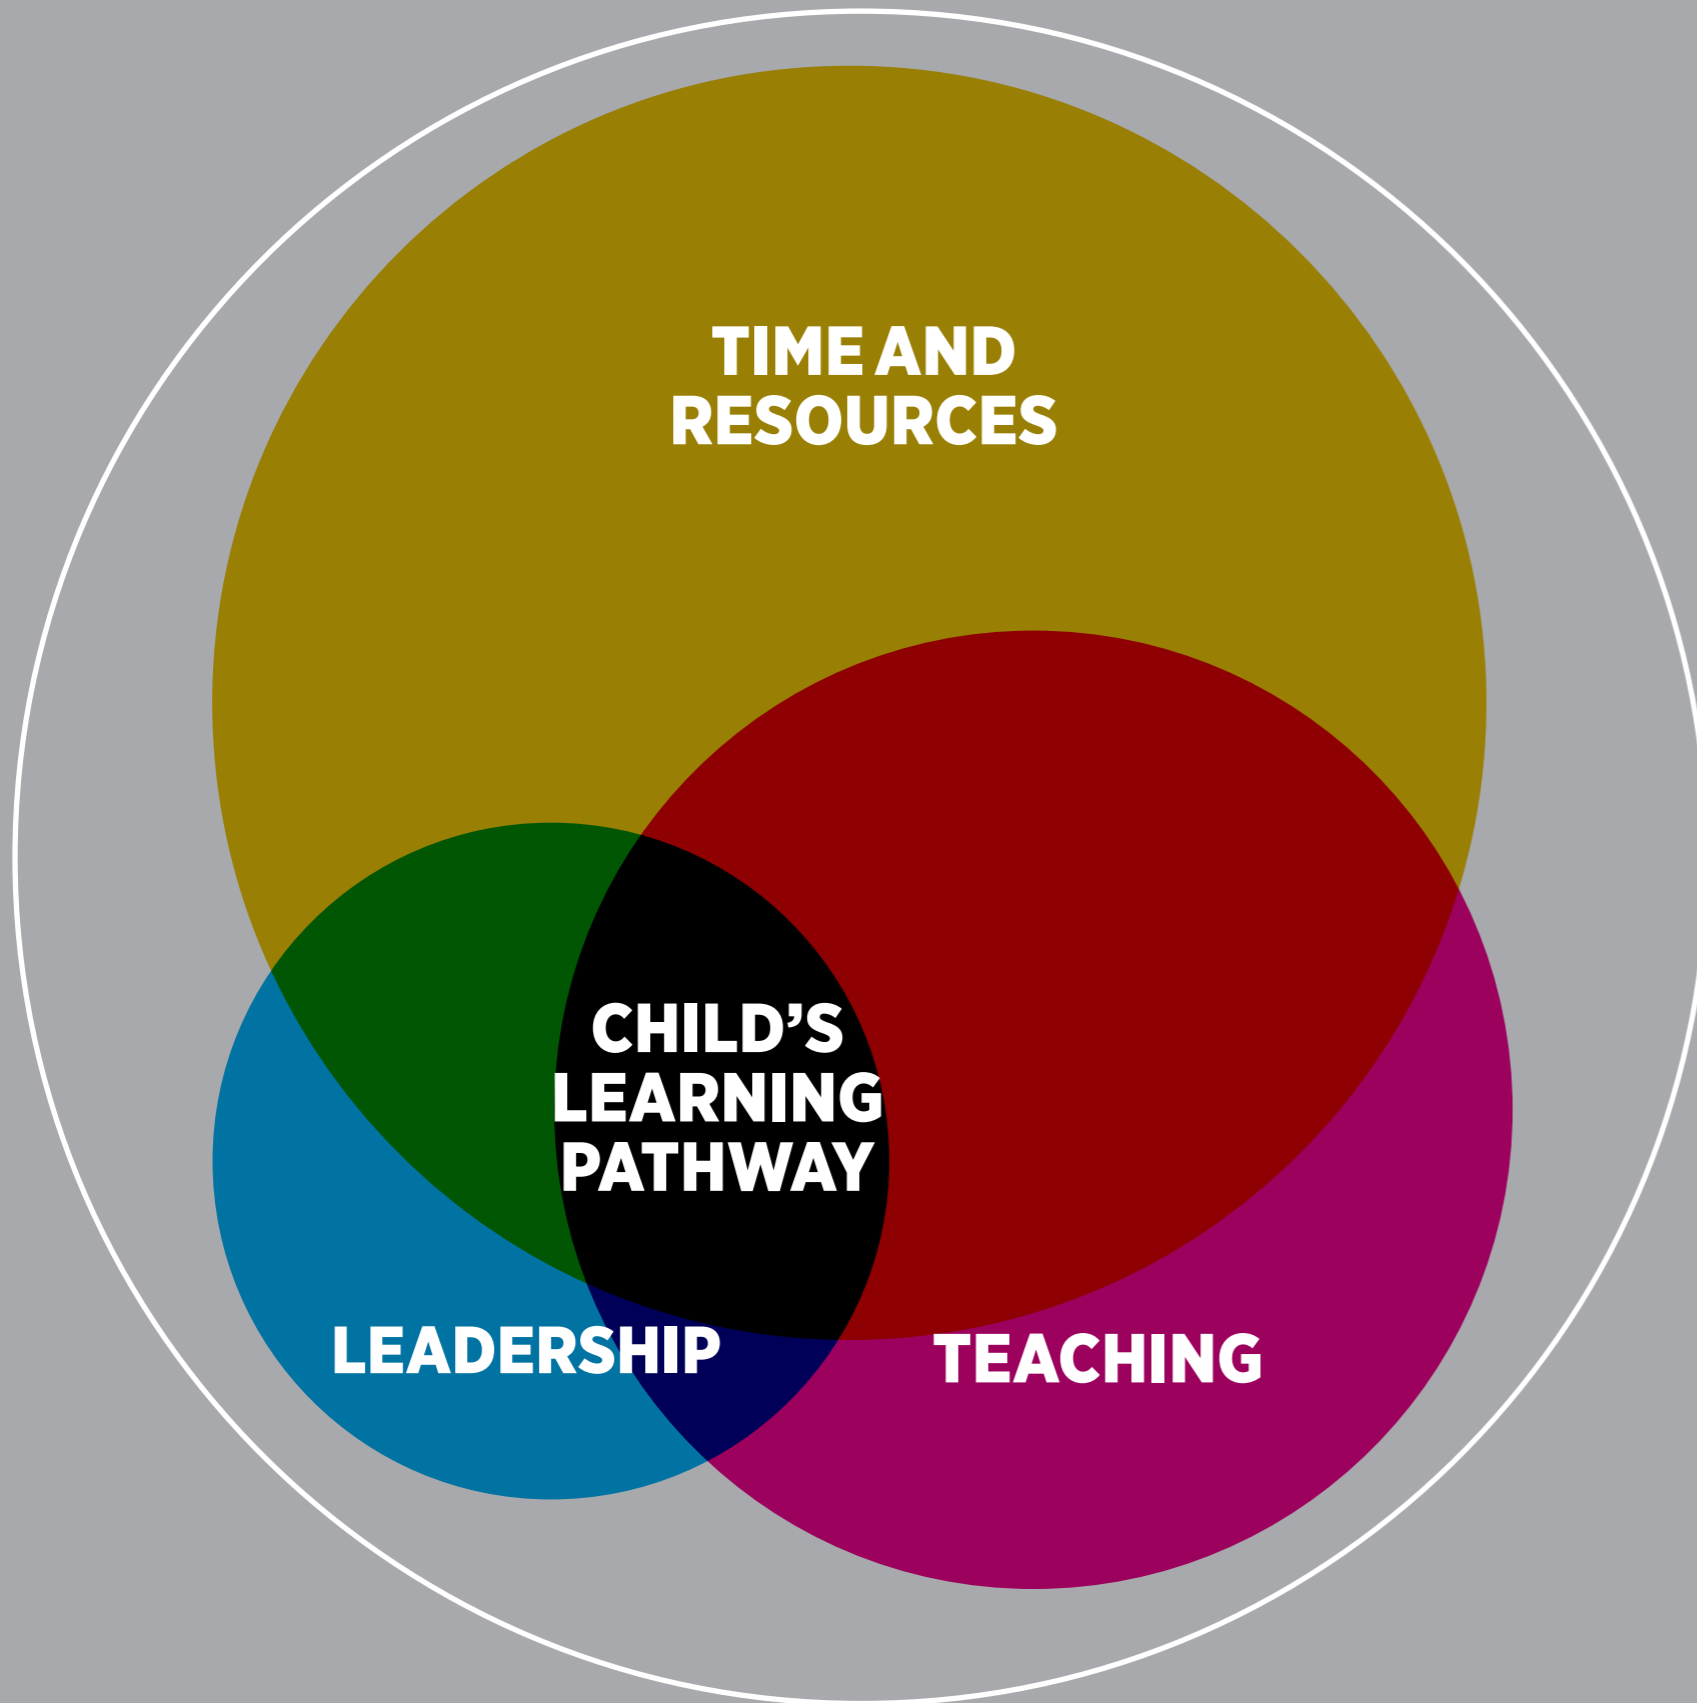 TIME AND
RESOURCES
CHILD’S
LEARNING
PATHWAY
LEADERSHIP
TEACHING